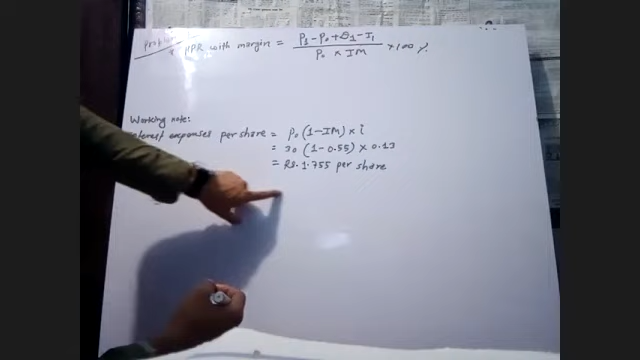 HPR with margin = P₁ - P₀ + D₁ - I₁ / P₀ × IM × 100 %
Working note:
interest expenses per share = P₀ (1 - IM) × i
= 30 (1 - 0.55) × 0.13
= Rs. 1.755 per share